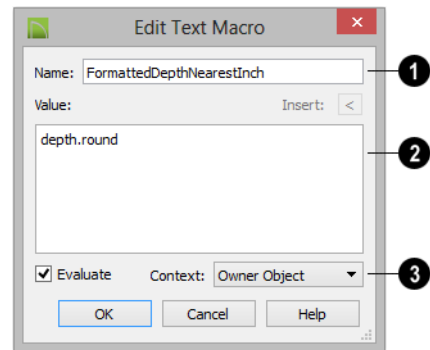 Edit Text Macro
Name: FormattedDepthNearestInch 1
Value: Insert: <
depth.round 2
Evaluate Context: Owner Object 3
OK Cancel Help